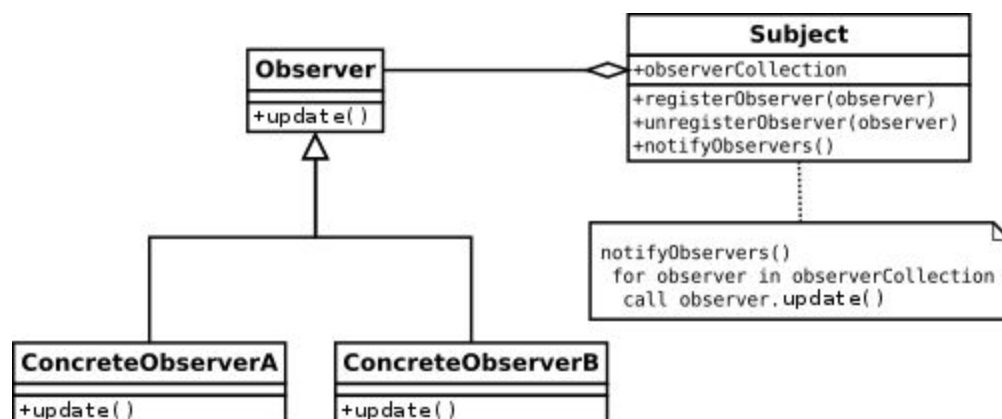 Subject
Observer
+observerCollection
+update()
+registerObserver(observer)
+unregisterObserver(observer)
+notifyObservers()
notifyObservers()
for observer in observerCollection
call observer.update()
ConcreteObserverA
ConcreteObserverB
+update()
+update()